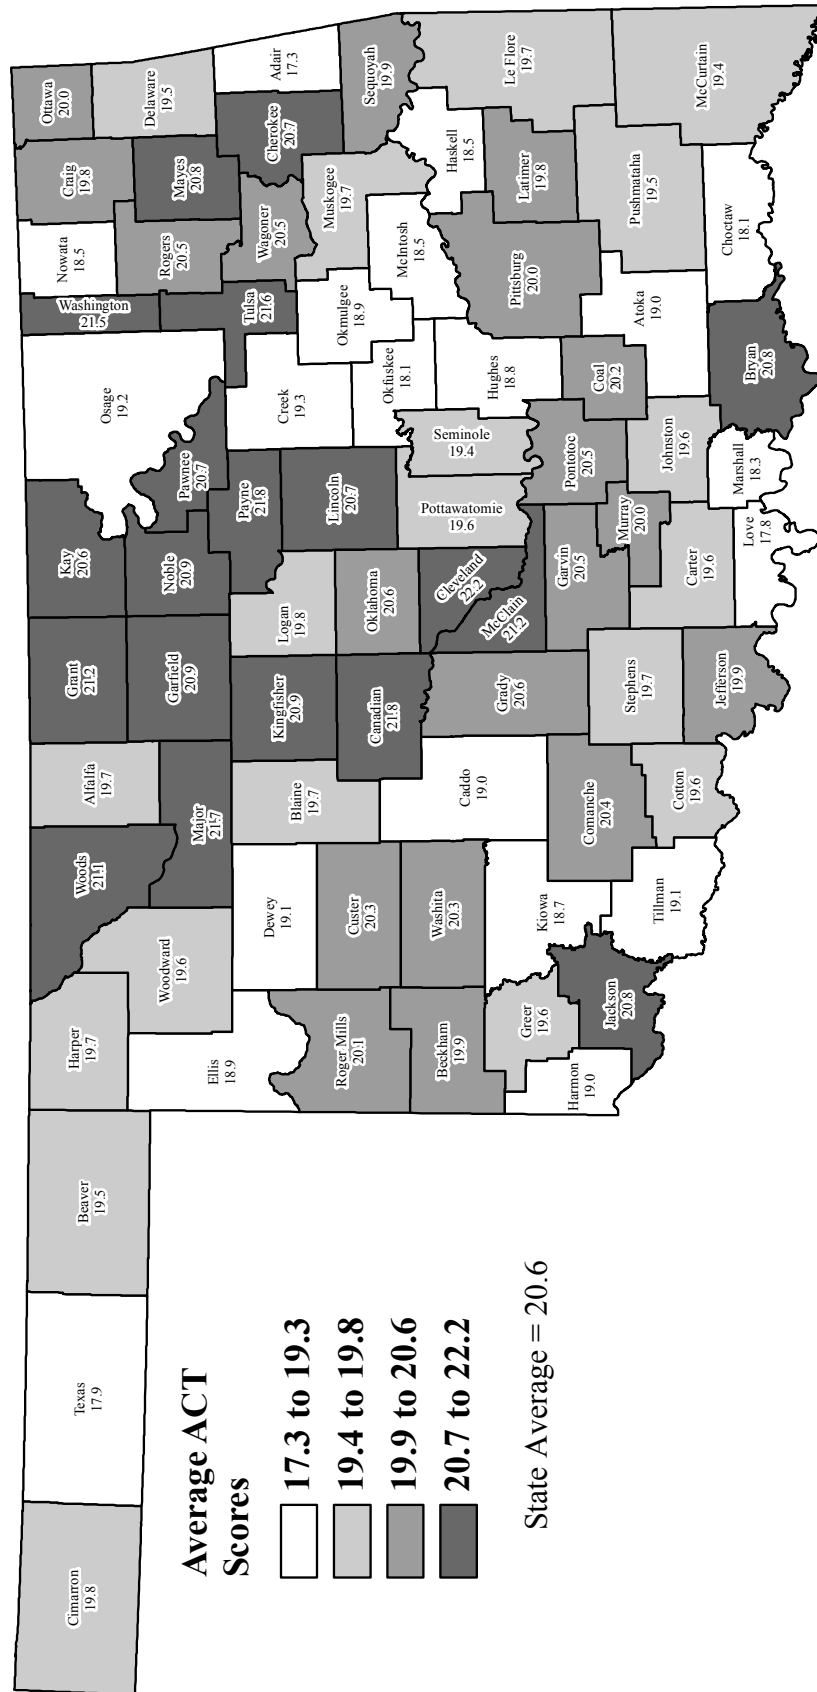 Cimarron
19.8
Texas
17.9
Beaver
19.5
Harper
19.7
Woods
21.1
Alfalfa
19.7
Grant
21.2
Kay
20.6
Osage
19.2
Washington
21.5
Nowata
18.5
Craig
19.8
Ottawa
20.0
Ellis
18.9
Woodward
19.6
Major
21.7
Garfield
20.9
Noble
20.9
Pawnee
20.7
Tulsa
21.6
Rogers
20.5
Mayes
20.8
Delaware
19.5
Dewey
19.1
Blaine
19.7
Kingfisher
20.9
Logan
19.8
Payne
21.8
Creek
19.3
Wagoner
20.5
Cherokee
20.7
Adair
17.3
Roger Mills
20.1
Custer
20.3
Canadian
21.8
Oklahoma
20.6
Lincoln
20.7
Okfuskee
18.1
Okmulgee
18.9
Muskogee
19.7
Sequoyah
19.9
Beckham
19.9
Washita
20.3
Caddo
19.0
Grady
20.6
McClain
21.2
Cleveland
22.2
Pottawatomie
19.6
Seminole
19.4
Hughes
18.8
McIntosh
18.5
Haskell
18.5
Le Flore
19.7
Harmon
19.0
Greer
19.6
Kiowa
18.7
Comanche
20.4
Stephens
19.7
Garvin
20.5
Murray
20.0
Pontotoc
20.5
Coal
20.2
Pittsburg
20.0
Latimer
19.8
Jackson
20.8
Tillman
19.1
Cotton
19.6
Jefferson
19.9
Carter
19.6
Johnston
19.6
Atoka
19.0
Pushmataha
19.5
McCurtain
19.4
Love
17.8
Marshall
18.3
Bryan
20.8
Choctaw
18.1
Average ACT
Scores
17.3 to 19.3
19.4 to 19.8
19.9 to 20.6
20.7 to 22.2
State Average = 20.6